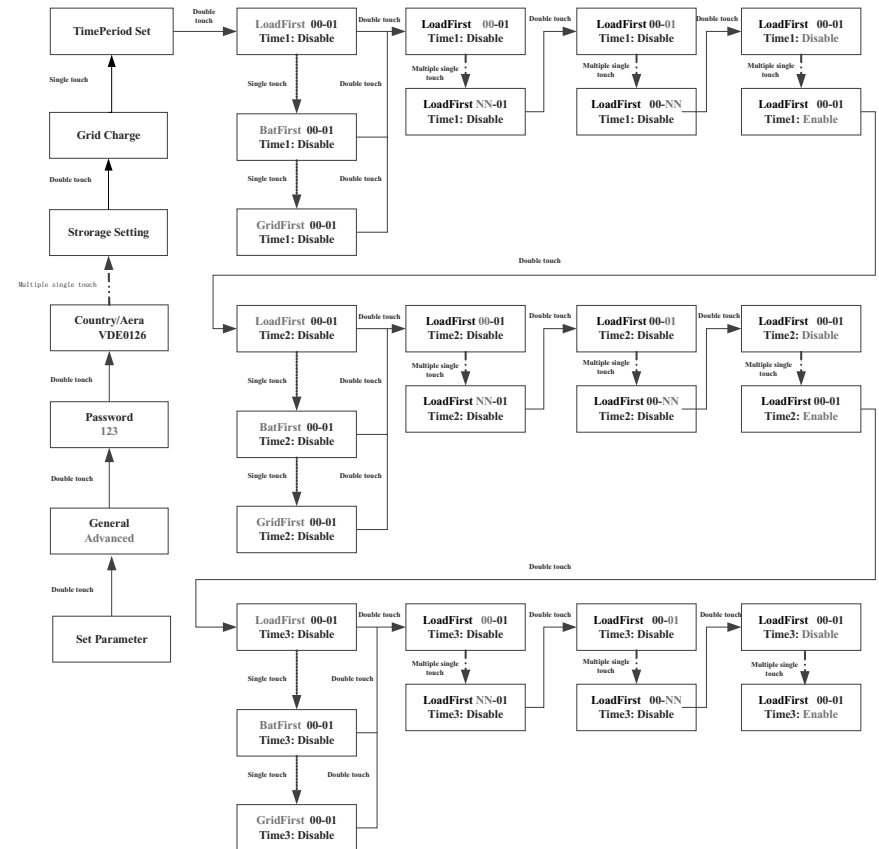 TimePeriod Set
Double touch
LoadFirst 00-01
Time1: Disable
Double touch
LoadFirst 00-01
Time1: Disable
Double touch
LoadFirst 00-01
Time1: Disable
Double touch
LoadFirst 00-01
Time1: Disable
Single touch
Single touch
Double touch
Multiple single touch
Multiple single touch
Multiple single touch
LoadFirst NN-01
Time1: Disable
LoadFirst 00-NN
Time1: Disable
LoadFirst 00-01
Time1: Enable
Grid Charge
BatFirst 00-01
Time1: Disable
Double touch
Single touch
Double touch
Strorage Setting
GridFirst 00-01
Time1: Disable
Double touch
Multiple single touch
Country/Aera
VDE0126
LoadFirst 00-01
Time2: Disable
Double touch
LoadFirst 00-01
Time2: Disable
Double touch
LoadFirst 00-01
Time2: Disable
Double touch
LoadFirst 00-01
Time2: Disable
Double touch
Single touch
Double touch
Multiple single touch
Multiple single touch
Multiple single touch
LoadFirst NN-01
Time2: Disable
LoadFirst 00-NN
Time2: Disable
LoadFirst 00-01
Time2: Enable
Password
123
BatFirst 00-01
Time2: Disable
Double touch
Single touch
Double touch
General
Advanced
GridFirst 00-01
Time2: Disable
Double touch
Double touch
Set Parameter
LoadFirst 00-01
Time3: Disable
Double touch
LoadFirst 00-01
Time3: Disable
Double touch
LoadFirst 00-01
Time3: Disable
Double touch
LoadFirst 00-01
Time3: Disable
Single touch
Double touch
Multiple single touch
Multiple single touch
Multiple single touch
LoadFirst NN-01
Time3: Disable
LoadFirst 00-NN
Time3: Disable
LoadFirst 00-01
Time3: Enable
BatFirst 00-01
Time3: Disable
Single touch
Double touch
GridFirst 00-01
Time3: Disable